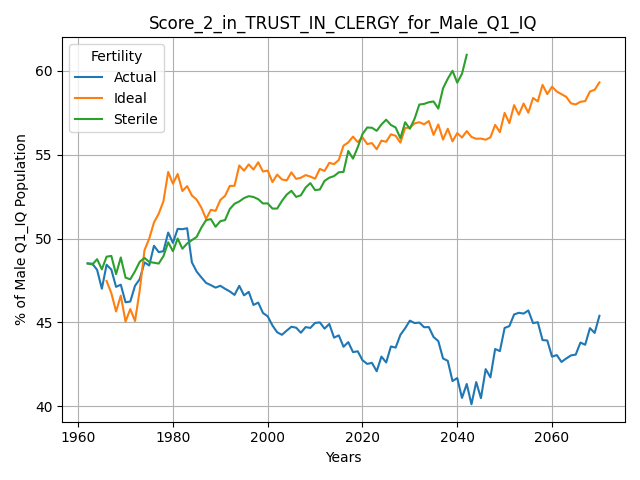 Score_2_in_TRUST_IN_CLERGY_for_Male_Q1_IQ
Fertility
Actual
Ideal
Sterile
% of Male Q1_IQ Population
60
55
50
45
40
1960
1980
2000
2020
2040
2060
Years